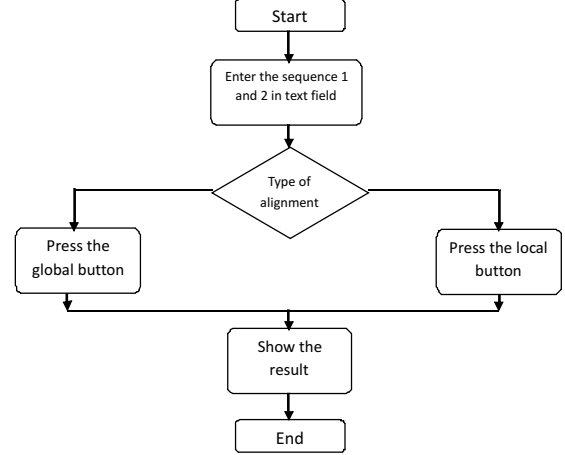 Start
Enter the sequence 1
and 2 in text field
Type of
alignment
Press the
global button
Press the local
button
Show the
result
End